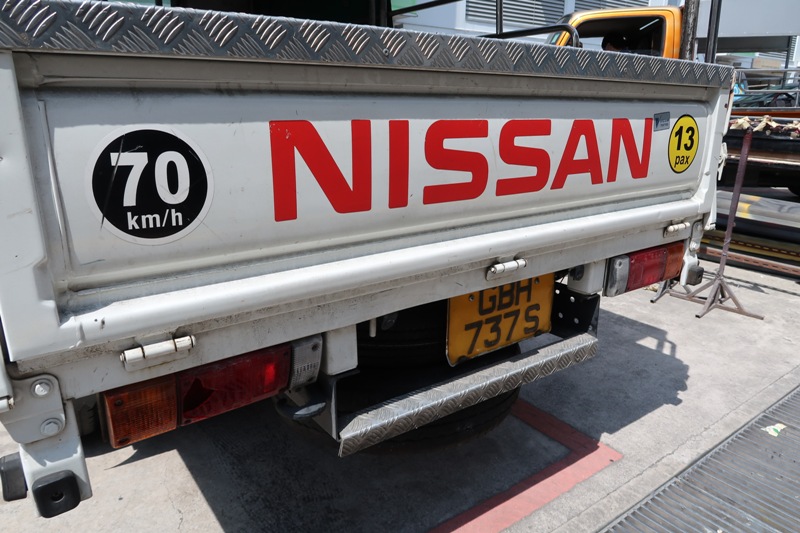 70
km/h
NISSAN
13
pax
GBH
737S